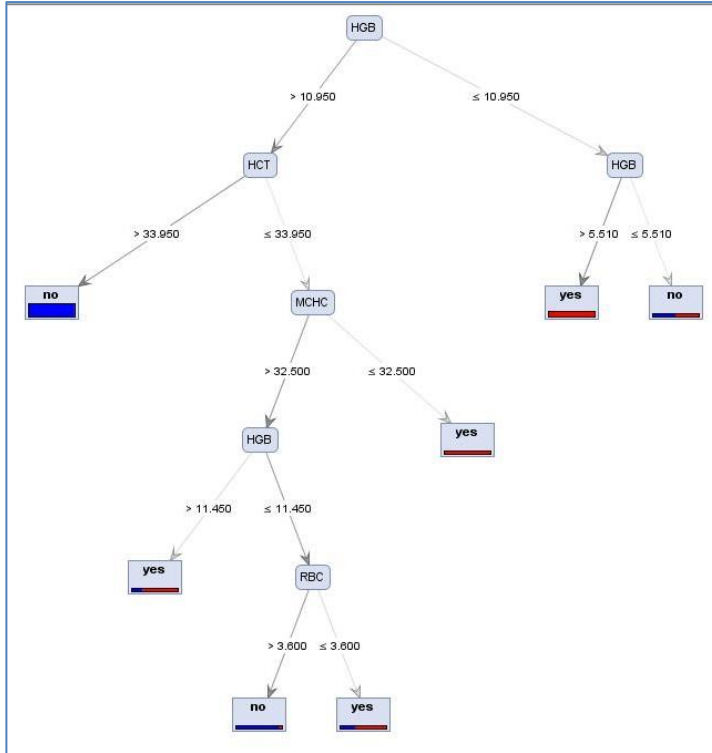 HGB
> 10.950
≤ 10.950
HCT
HGB
> 33.950
≤ 33.950
> 5.510
≤ 5.510
no
MCHC
yes
no
> 32.500
≤ 32.500
HGB
yes
> 11.450
≤ 11.450
yes
RBC
> 3.600
≤ 3.600
no
yes